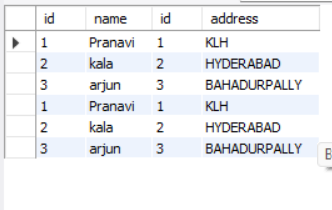 id name id address
1 Pranavi 1 KLH
2 kala 2 HYDERABAD
3 arjun 3 BAHADURPALLY
1 Pranavi 1 KLH
2 kala 2 HYDERABAD
3 arjun 3 BAHADURPALLY